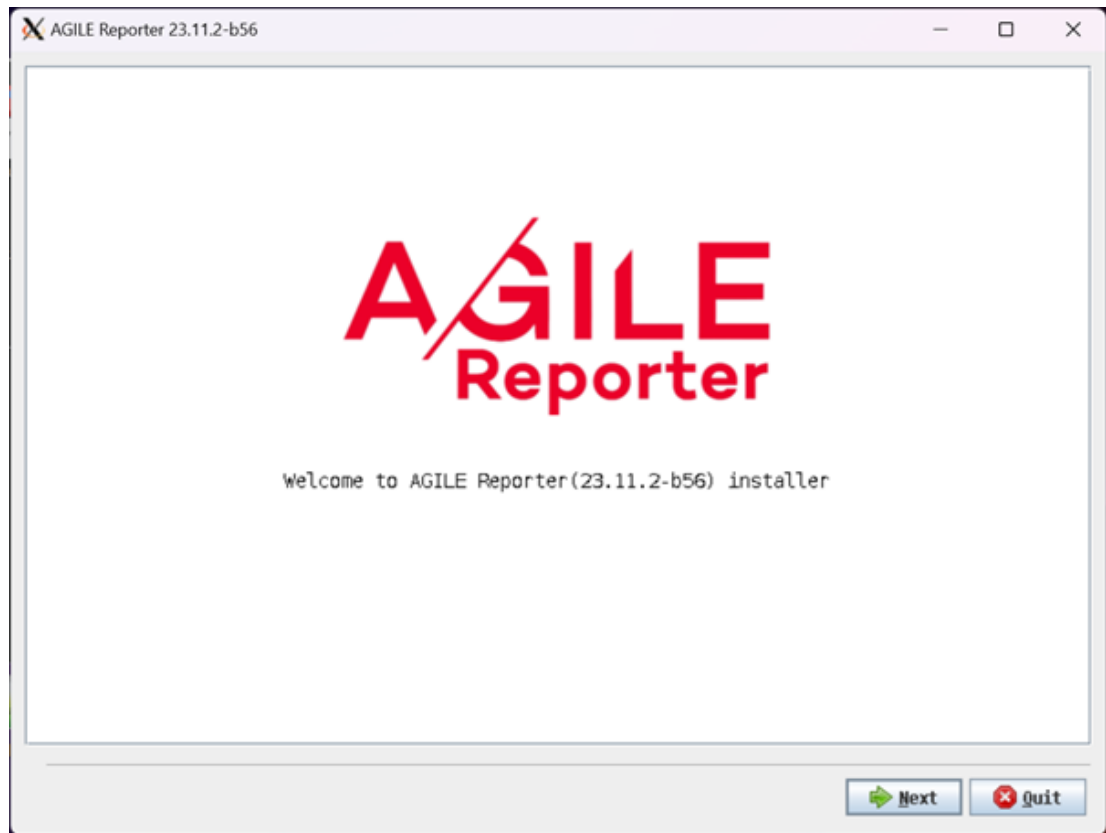 AGILE Reporter 23.11.2-b56
AGILE
Reporter
Welcome to AGILE Reporter(23.11.2-b56) installer
Next
Quit